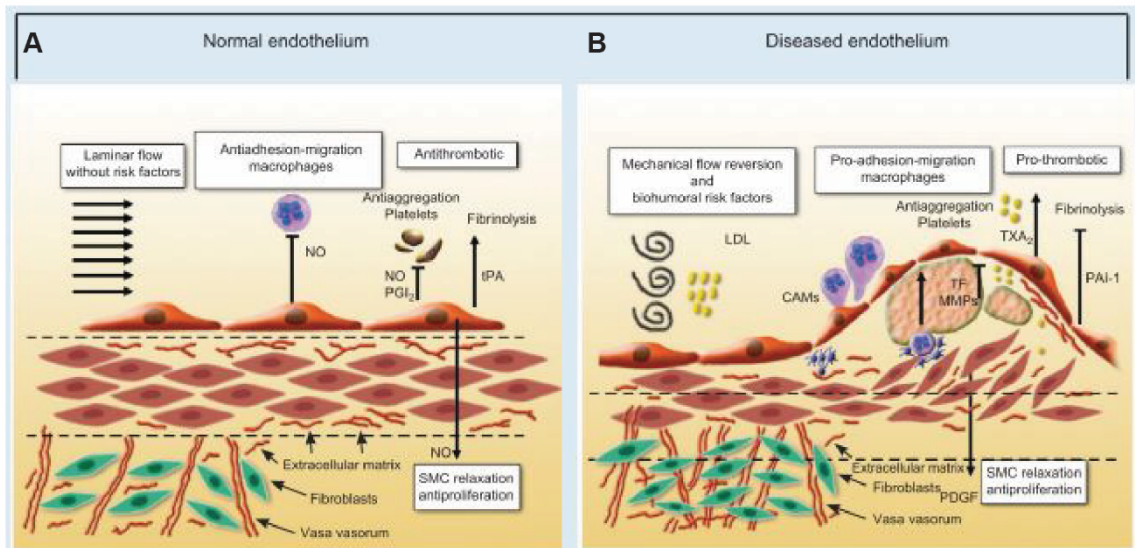 A
Normal endothelium
Laminar flow
without risk factors
Antiadhesion-migration
macrophages
Antithrombotic
Antiaggregation
Platelets
Fibrinolysis
NO
NO
PGI2
tPA
NO
Extracellular matrix
Fibroblasts
Vasa vasorum
SMC relaxation
antiproliferation
B
Diseased endothelium
Mechanical flow reversion
and
biohumoral risk factors
Pro-adhesion-migration
macrophages
Pro-thrombotic
Antiaggregation
Platelets
Fibrinolysis
LDL
TXA2
CAMs
TF
MMPs
PAI-1
Extracellular matrix
Fibroblasts
PDGF
Vasa vasorum
SMC relaxation
antiproliferation